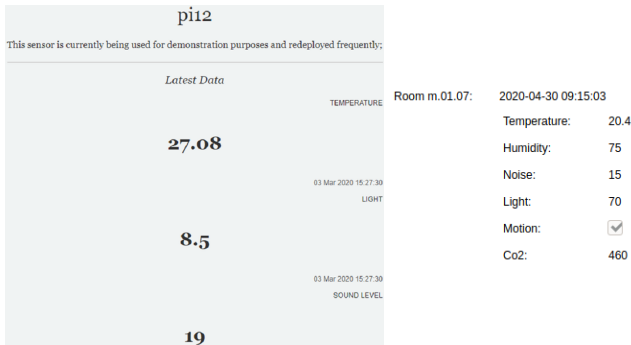 pi12
This sensor is currently being used for demonstration purposes and redeployed frequently;
Latest Data
TEMPERATURE
27.08
03 Mar 2020 15:27:30
LIGHT
8.5
03 Mar 2020 15:27:30
SOUND LEVEL
19
Room m.01.07: 2020-04-30 09:15:03
Temperature: 20.4
Humidity: 75
Noise: 15
Light: 70
Motion:
Co2: 460